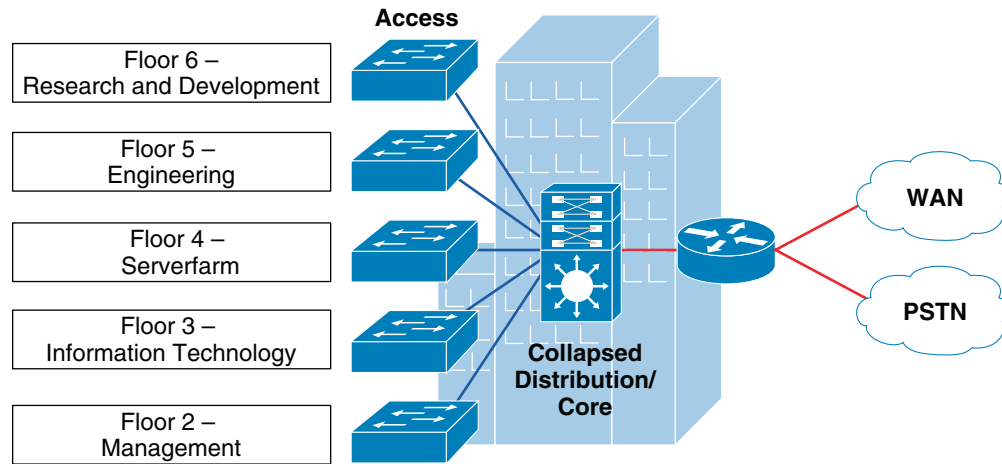 Access
Floor 6 –
Research and Development
Floor 5 –
Engineering
Floor 4 –
Serverfarm
Floor 3 –
Information Technology
Floor 2 –
Management
Collapsed
Distribution/
Core
WAN
PSTN